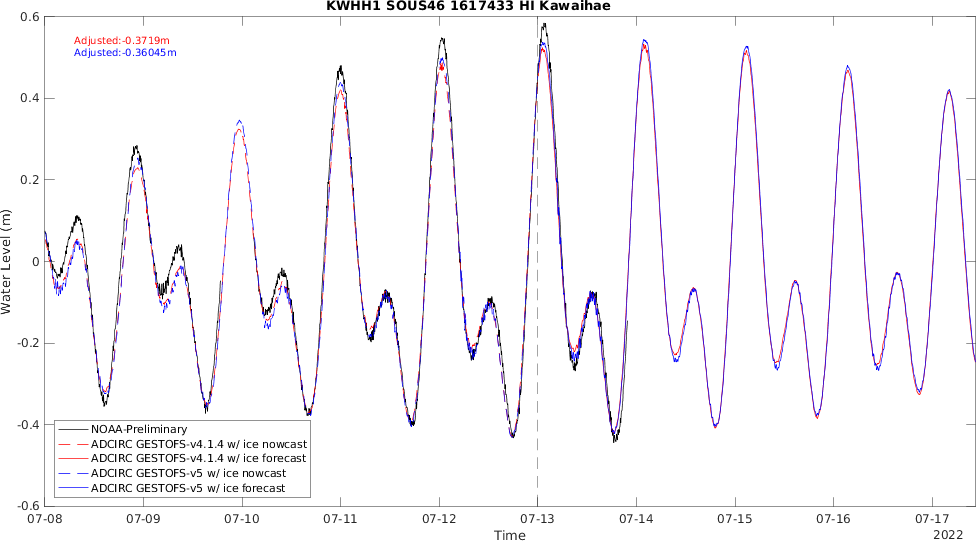 KWHH1 SOUS46 1617433 HI Kawaihae
Adjusted:-0.3719m
Adjusted:-0.36045m
0.6
0.4
0.2
0
-0.2
-0.4
-0.6
Water Level (m)
NOAA-Preliminary
ADCIRC GESTOFS-v4.1.4 w/ ice nowcast
ADCIRC GESTOFS-v4.1.4 w/ ice forecast
ADCIRC GESTOFS-v5 w/ ice nowcast
ADCIRC GESTOFS-v5 w/ ice forecast
07-08 07-09 07-10 07-11 07-12 07-13 07-14 07-15 07-16 07-17
Time
2022